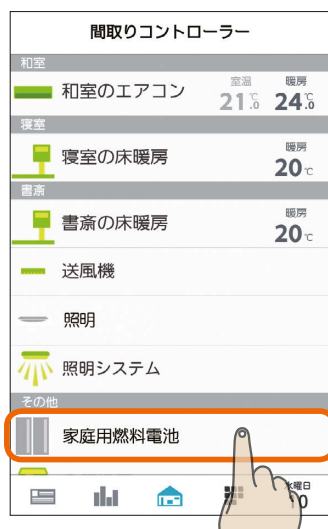 間取りコントローラー
和室
和室のエアコン 室温 21.0℃ 暖房 24.0℃
寝室
寝室の床暖房 暖房 20℃
書斎
書斎の床暖房 暖房 20℃
送風機
照明
照明システム
その他
家庭用燃料電池
曜日
0